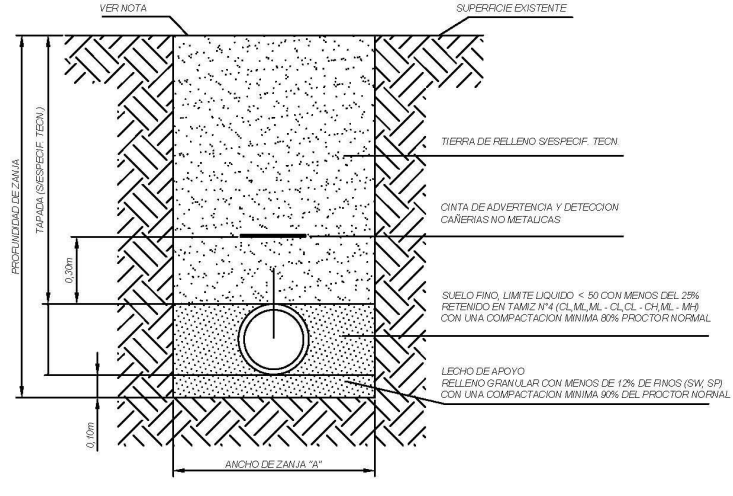 VER NOTA
SUPERFICIE EXISTENTE
PROFUNDIDAD DE ZANJA
TAPADA (S/ESPECIF. TECN.)
TIERRA DE RELLENO S/ESPECIF. TECN.
CINTA DE ADVERTENCIA Y DETECCION
CAÑERIAS NO METALICAS
0,30m
SUELO FINO, LIMITE LIQUIDO < 50 CON MENOS DEL 25%
RETENIDO EN TAMIZ N°4 (CL,ML,ML - CL,CL - CH,ML - MH)
CON UNA COMPACTACION MINIMA 80% PROCTOR NORMAL
LECHO DE APOYO
RELLENO GRANULAR CON MENOS DE 12% DE FINOS (SW, SP)
CON UNA COMPACTACION MINIMA 90% DEL PROCTOR NORNAL
0,10m
ANCHO DE ZANJA "A"